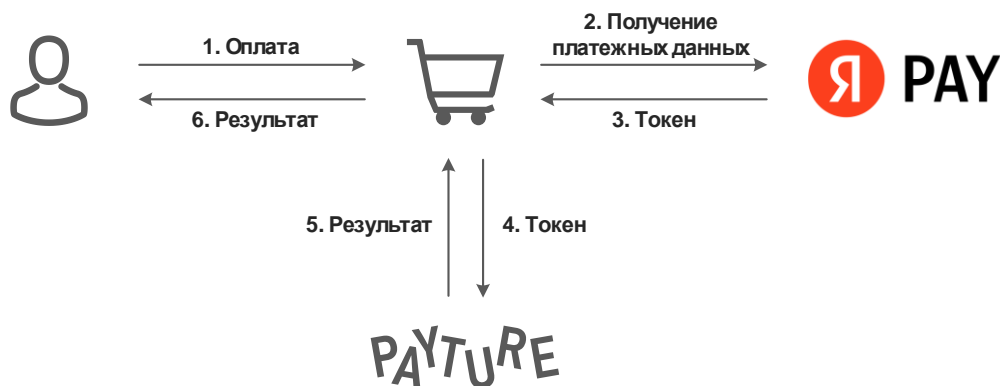 1. Оплата
2. Получение
платежных данных
Я PAY
6. Результат
3. Токен
5. Результат
4. Токен
PAYTURE